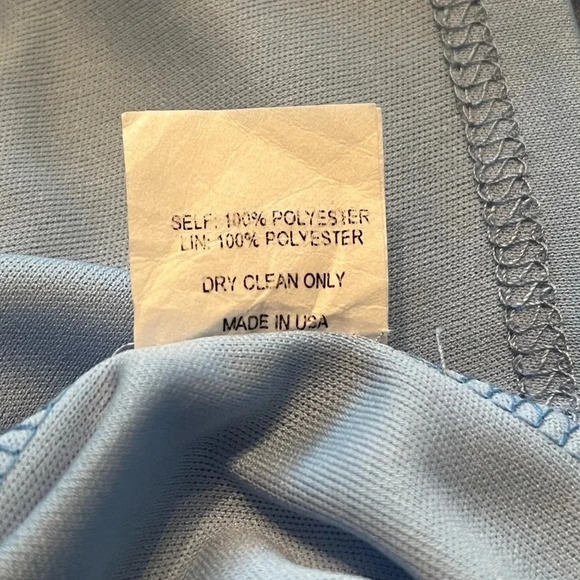 SELF: 100% POLYESTER
LIN: 100% POLYESTER
DRY CLEAN ONLY
MADE IN USA